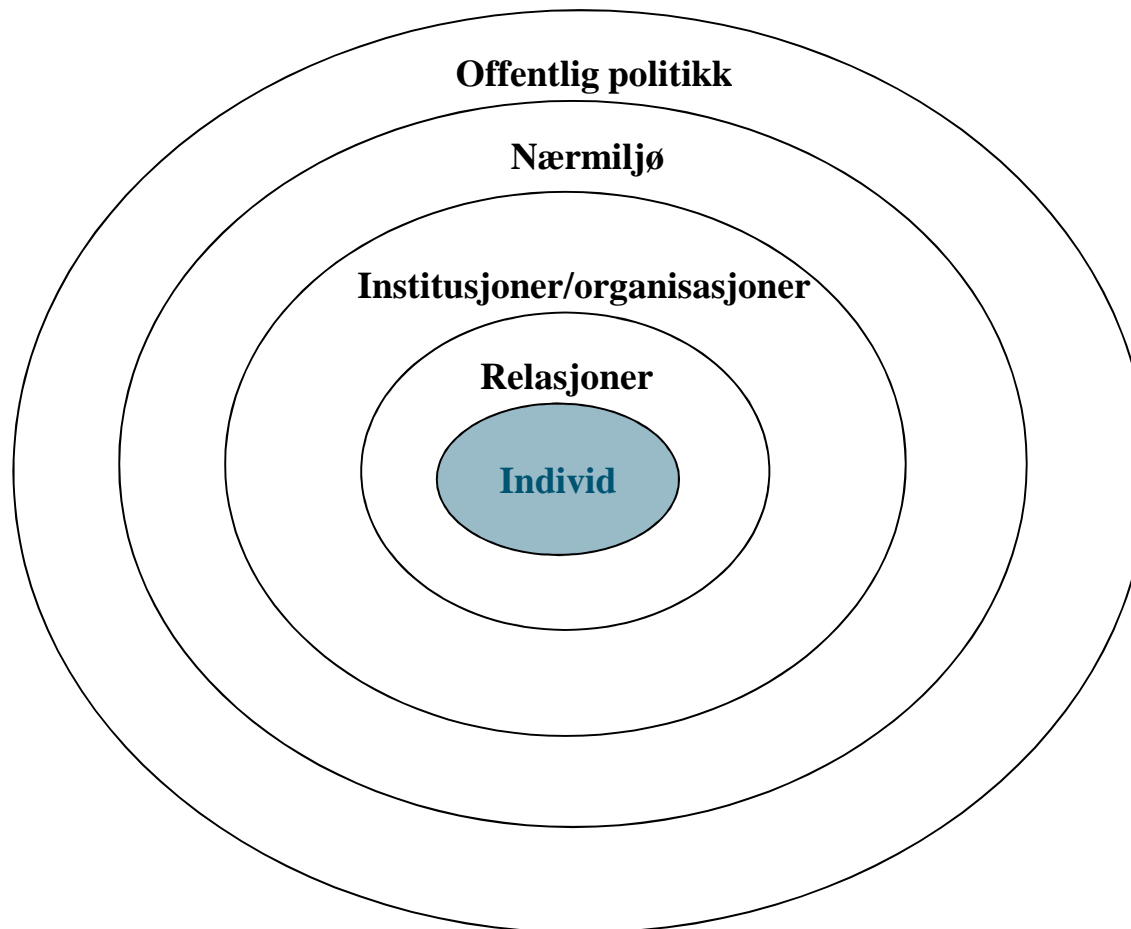 Offentlig politikk
Nærmiljø
Institusjoner/organisasjoner
Relasjoner
Individ